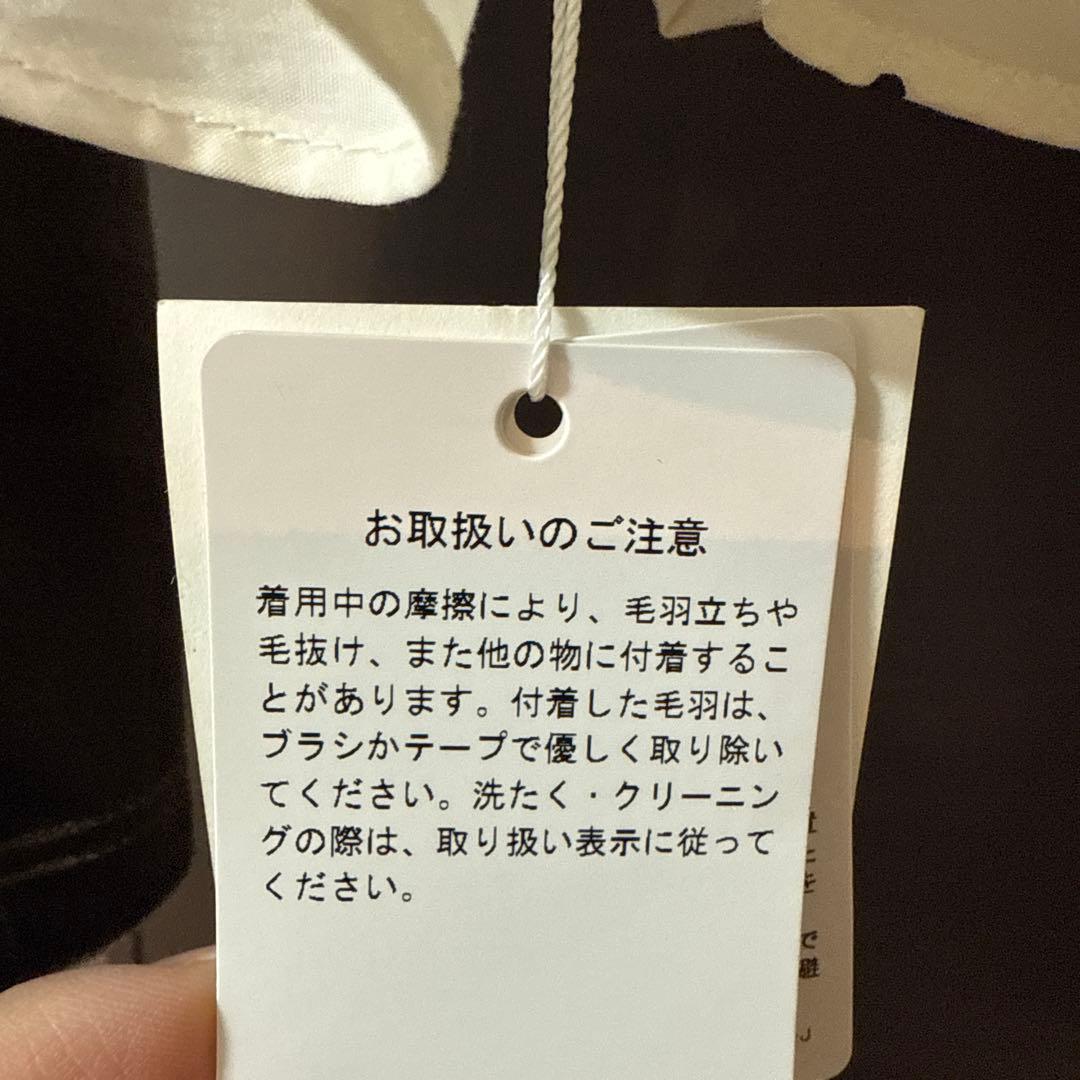 お取扱いのご注意
着用中の摩擦により、毛羽立ちや
毛抜け、また他の物に付着するこ
とがあります。付着した毛羽は、
ブラシかテープで優しく取り除い
てください。洗たく・クリーニン
グの際は、取り扱い表示に従って
ください。
で
避
J